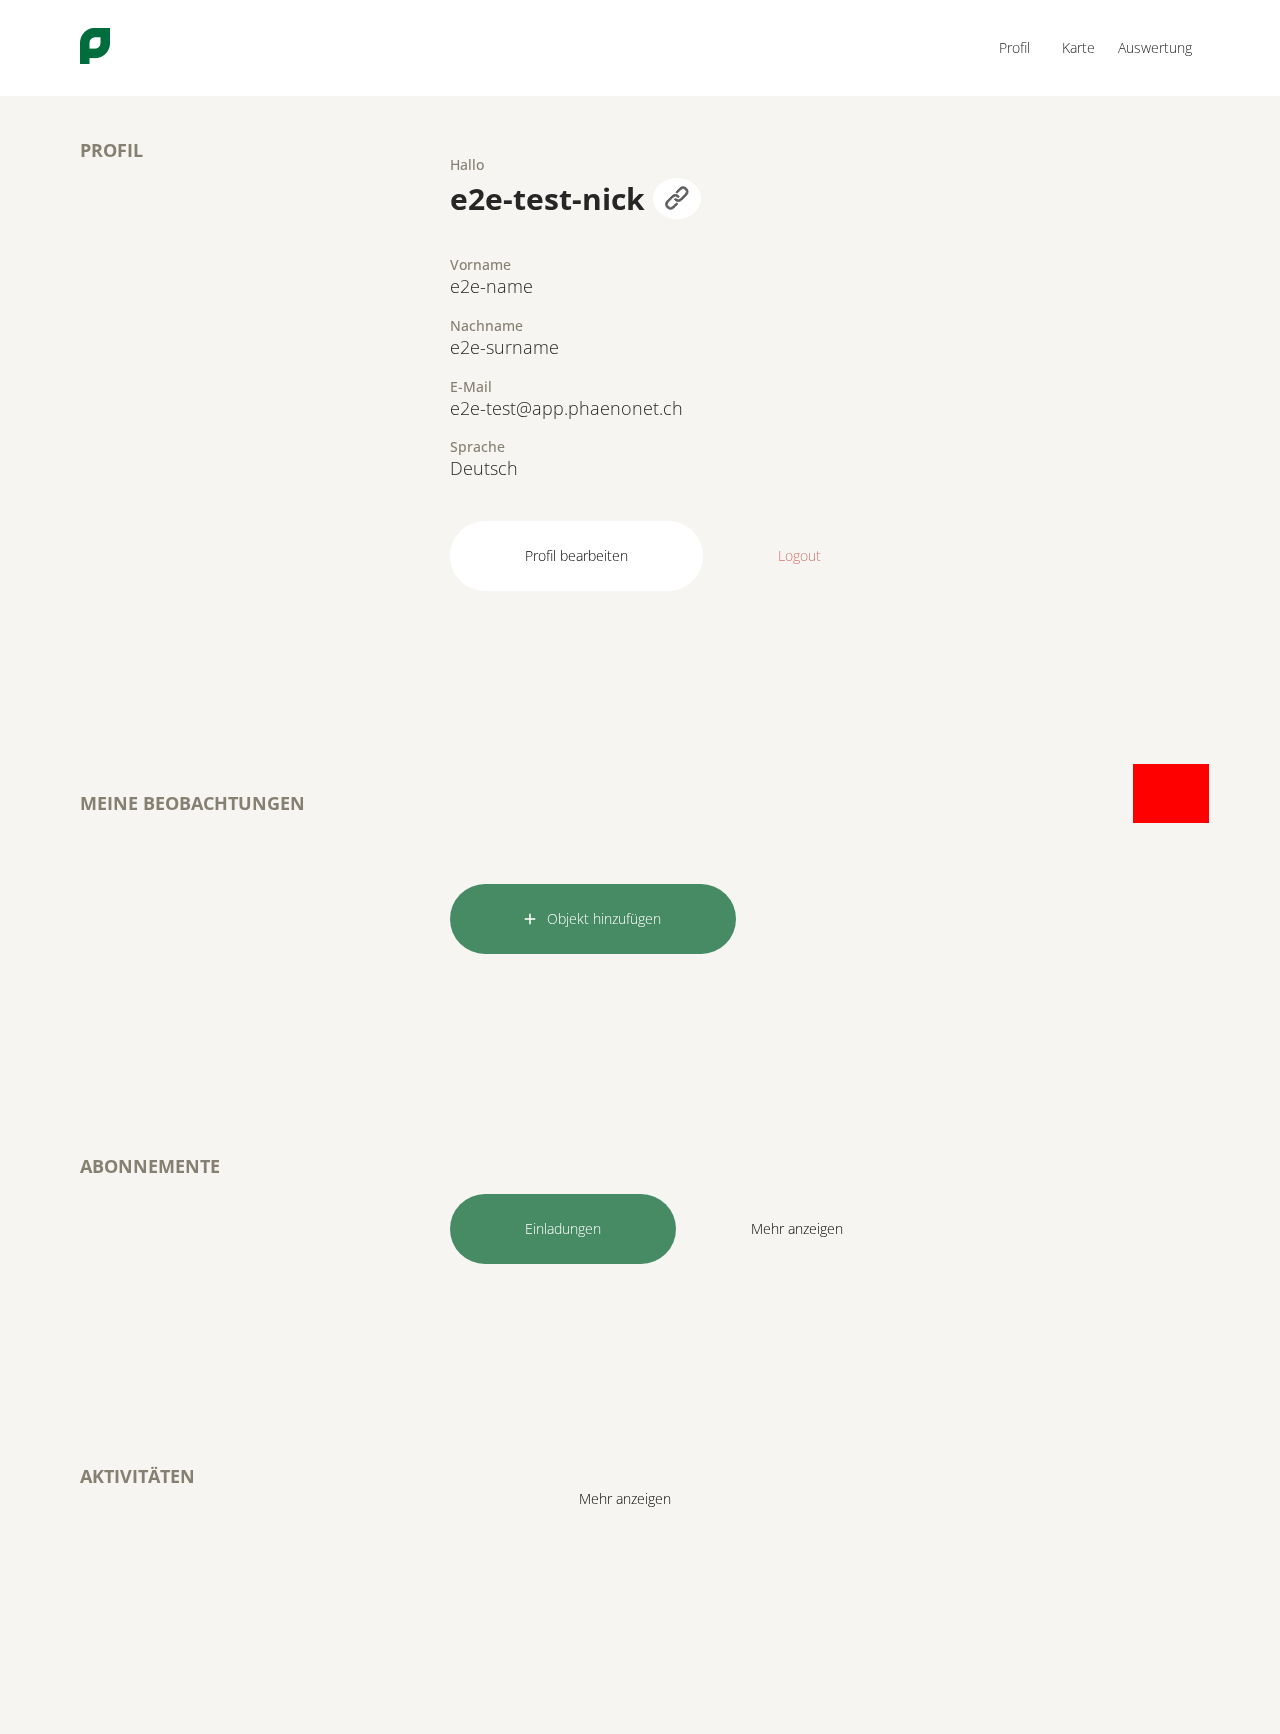 Profil
Karte
Auswertung
PROFIL
Hallo
e2e-test-nick
Vorname
e2e-name
Nachname
e2e-surname
E-Mail
e2e-test@app.phaenonet.ch
Sprache
Deutsch
Profil bearbeiten
Logout
MEINE BEOBACHTUNGEN
Objekt hinzufügen
ABONNEMENTE
Einladungen
Mehr anzeigen
AKTIVITÄTEN
Mehr anzeigen